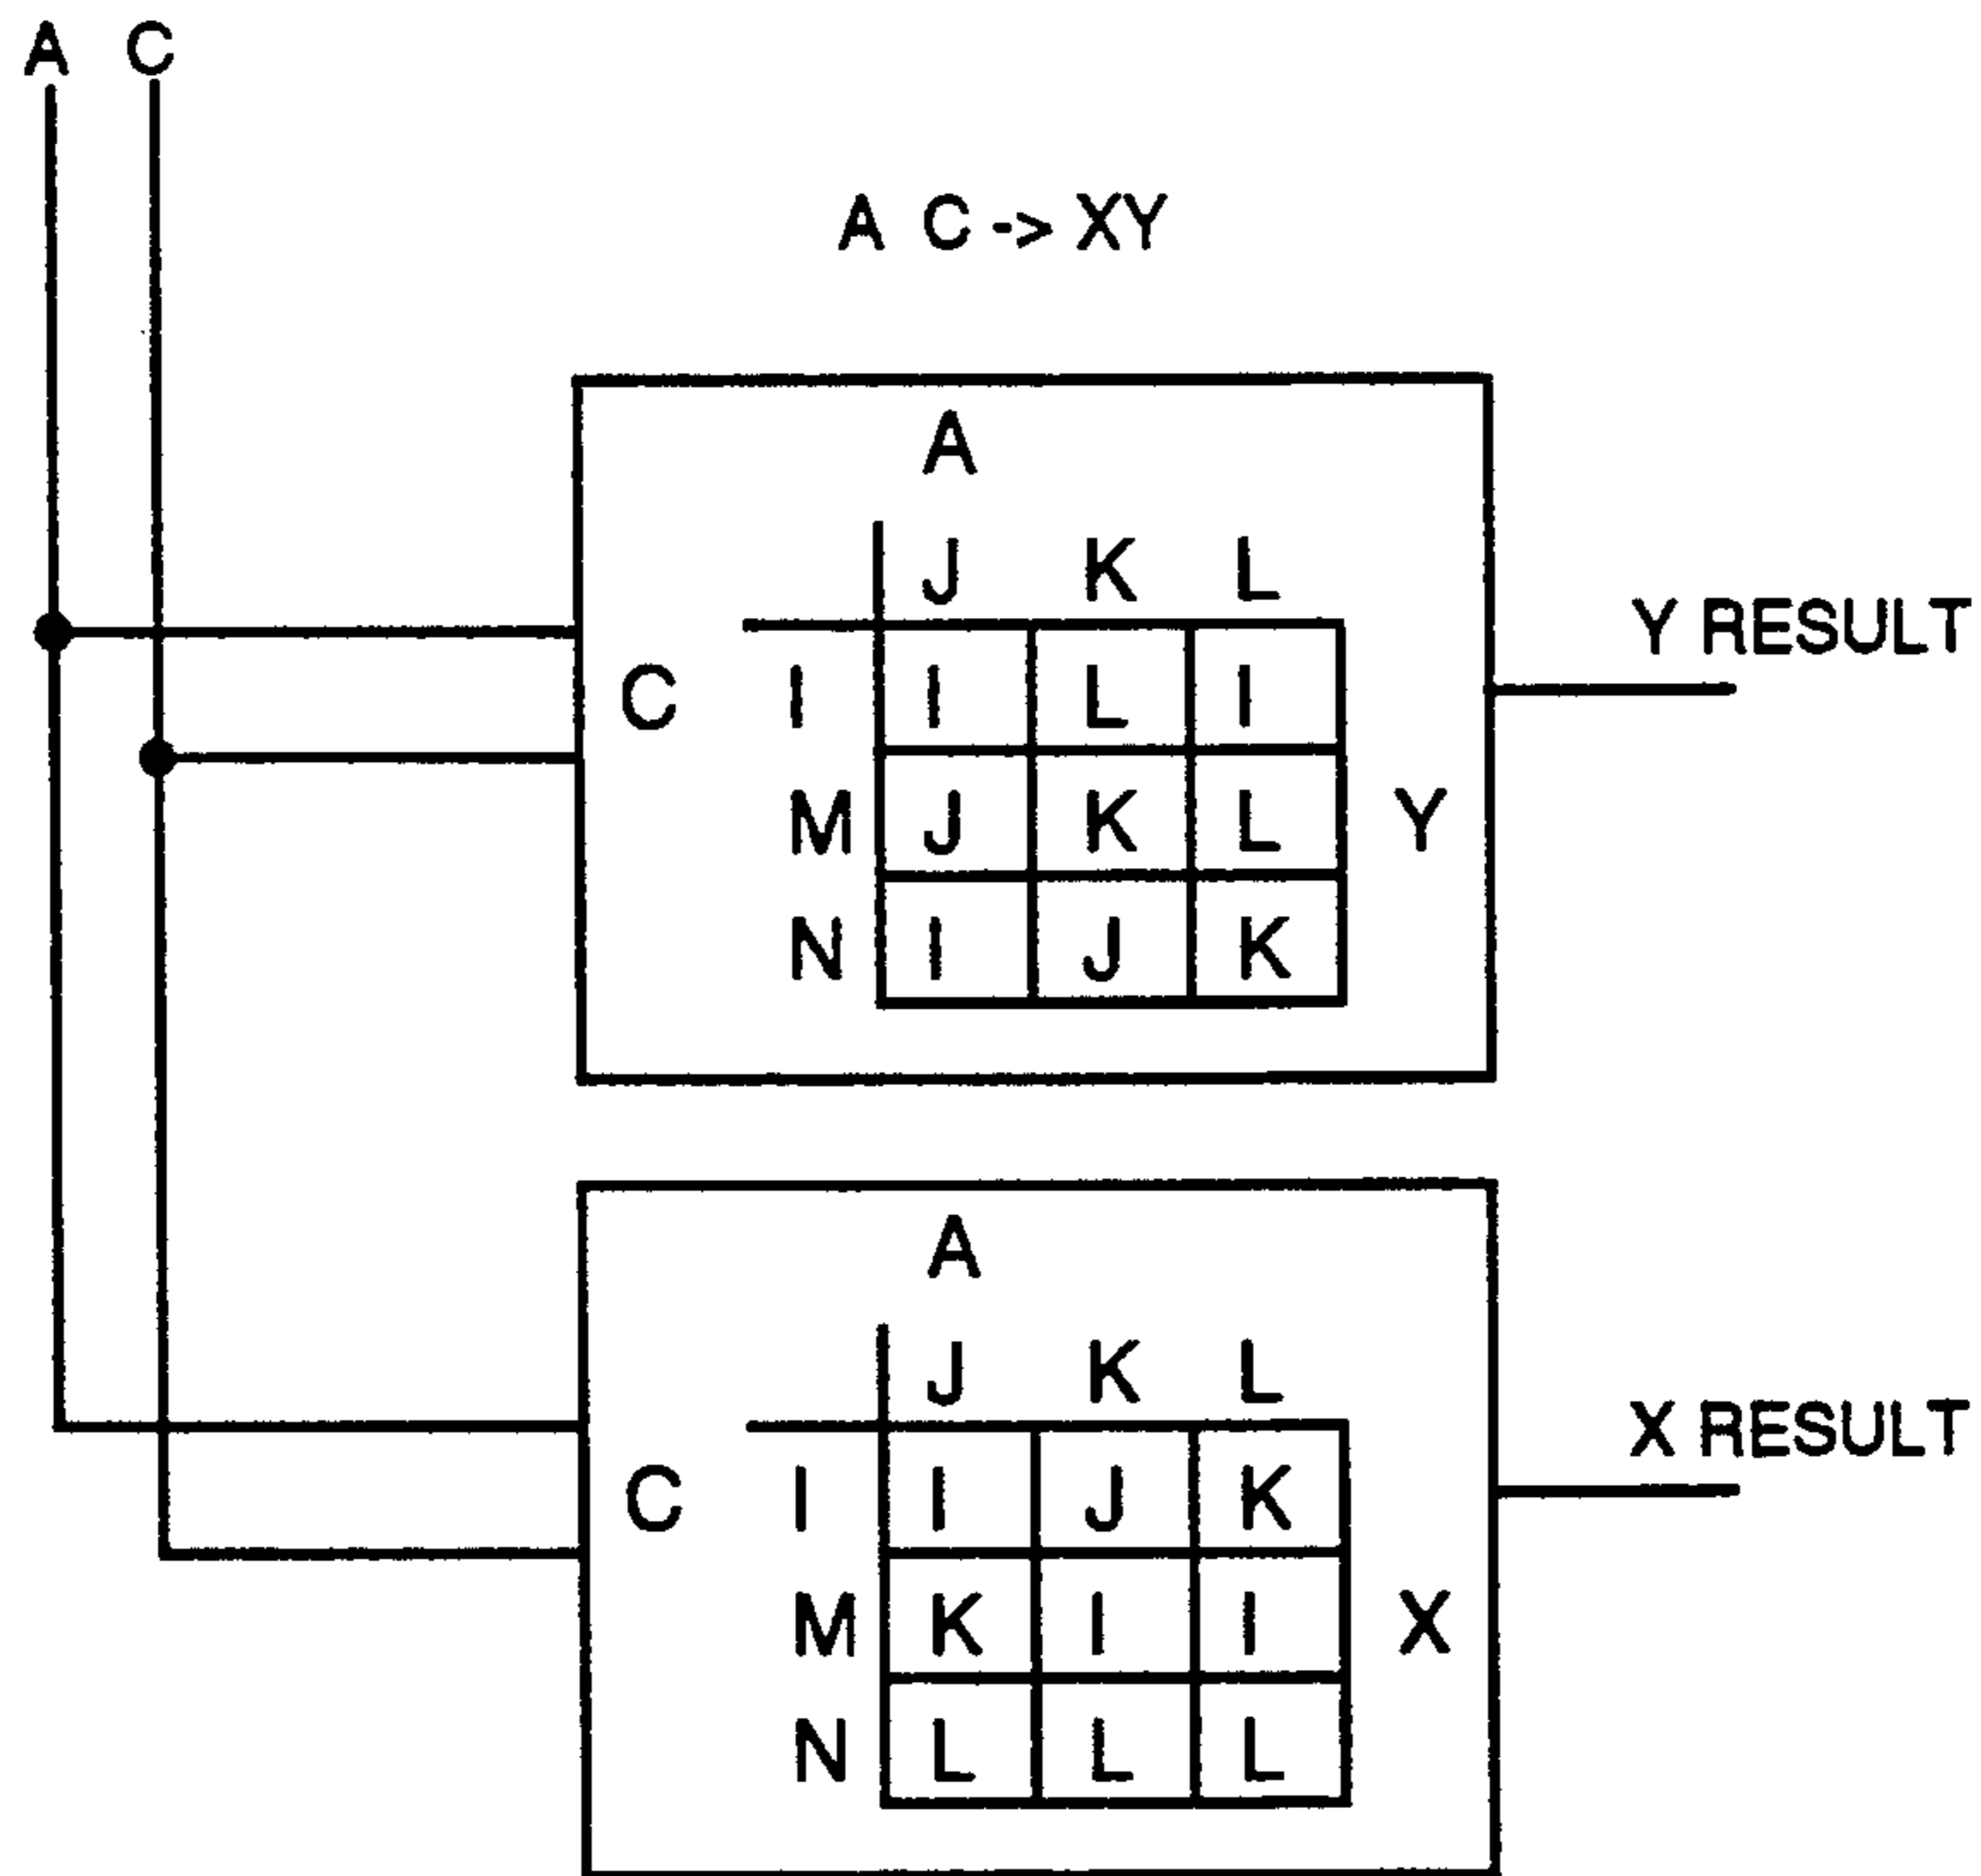 A C
A C -> XY
A
J K L
C I I L I
M J K L Y
N I J K
Y RESULT
A
J K L
C I I J K
M K I I X
N L L L
X RESULT